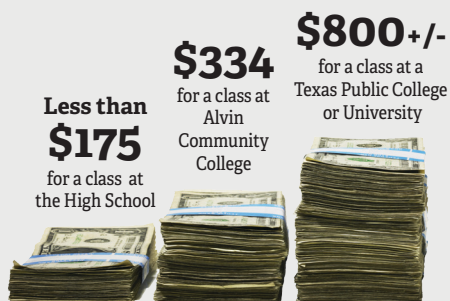 Less than
$175
for a class at
the High School
$334
for a class at
Alvin
Community
College
$800+/-
for a class at a
Texas Public College
or University